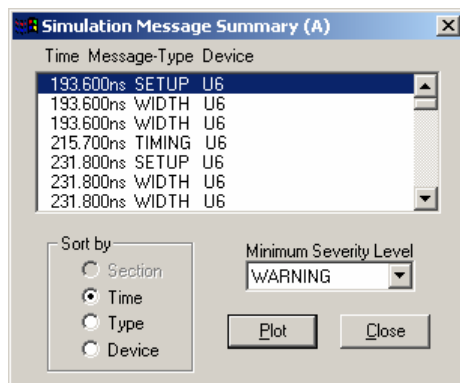 Simulation Message Summary (A)
Time Message-Type Device
193.600ns SETUP U6
193.600ns WIDTH U6
193.600ns WIDTH U6
215.700ns TIMING U6
231.800ns SETUP U6
231.800ns WIDTH U6
231.800ns WIDTH U6
Sort by
Section
Time
Type
Device
Minimum Severity Level
WARNING
Plot
Close